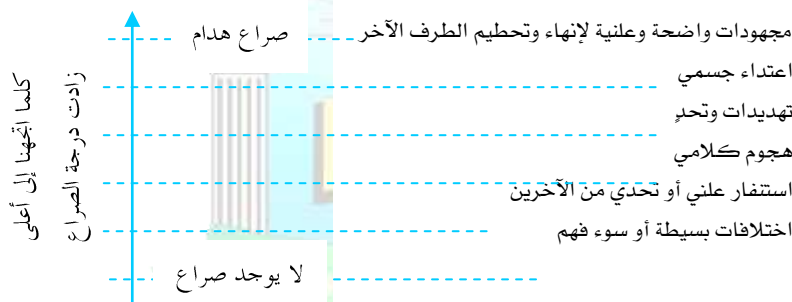 مجهودات واضحة وعلنية لإنهاء وتحطيم الطرف الآخر
صراع هدام
اعتداء جسمي
تهديدات وتحدٍ
هجوم كلامي
استنفار علني أو تحدي من الآخرين
اختلافات بسيطة أو سوء فهم
لا يوجد صراع
كلما اتجهنا إلى أعلى
زادت درجة الصراع